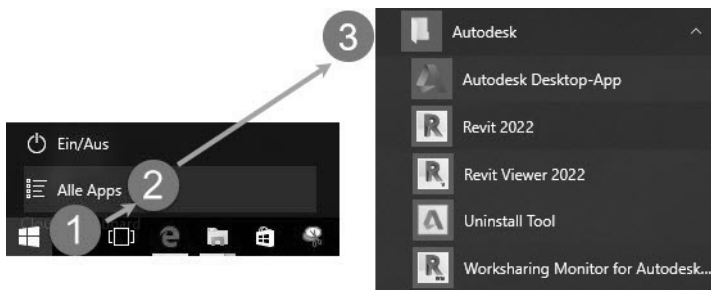 Ein/Aus
Alle Apps
1
2
3
Autodesk
Autodesk Desktop-App
Revit 2022
Revit Viewer 2022
Uninstall Tool
Worksharing Monitor for Autodesk...